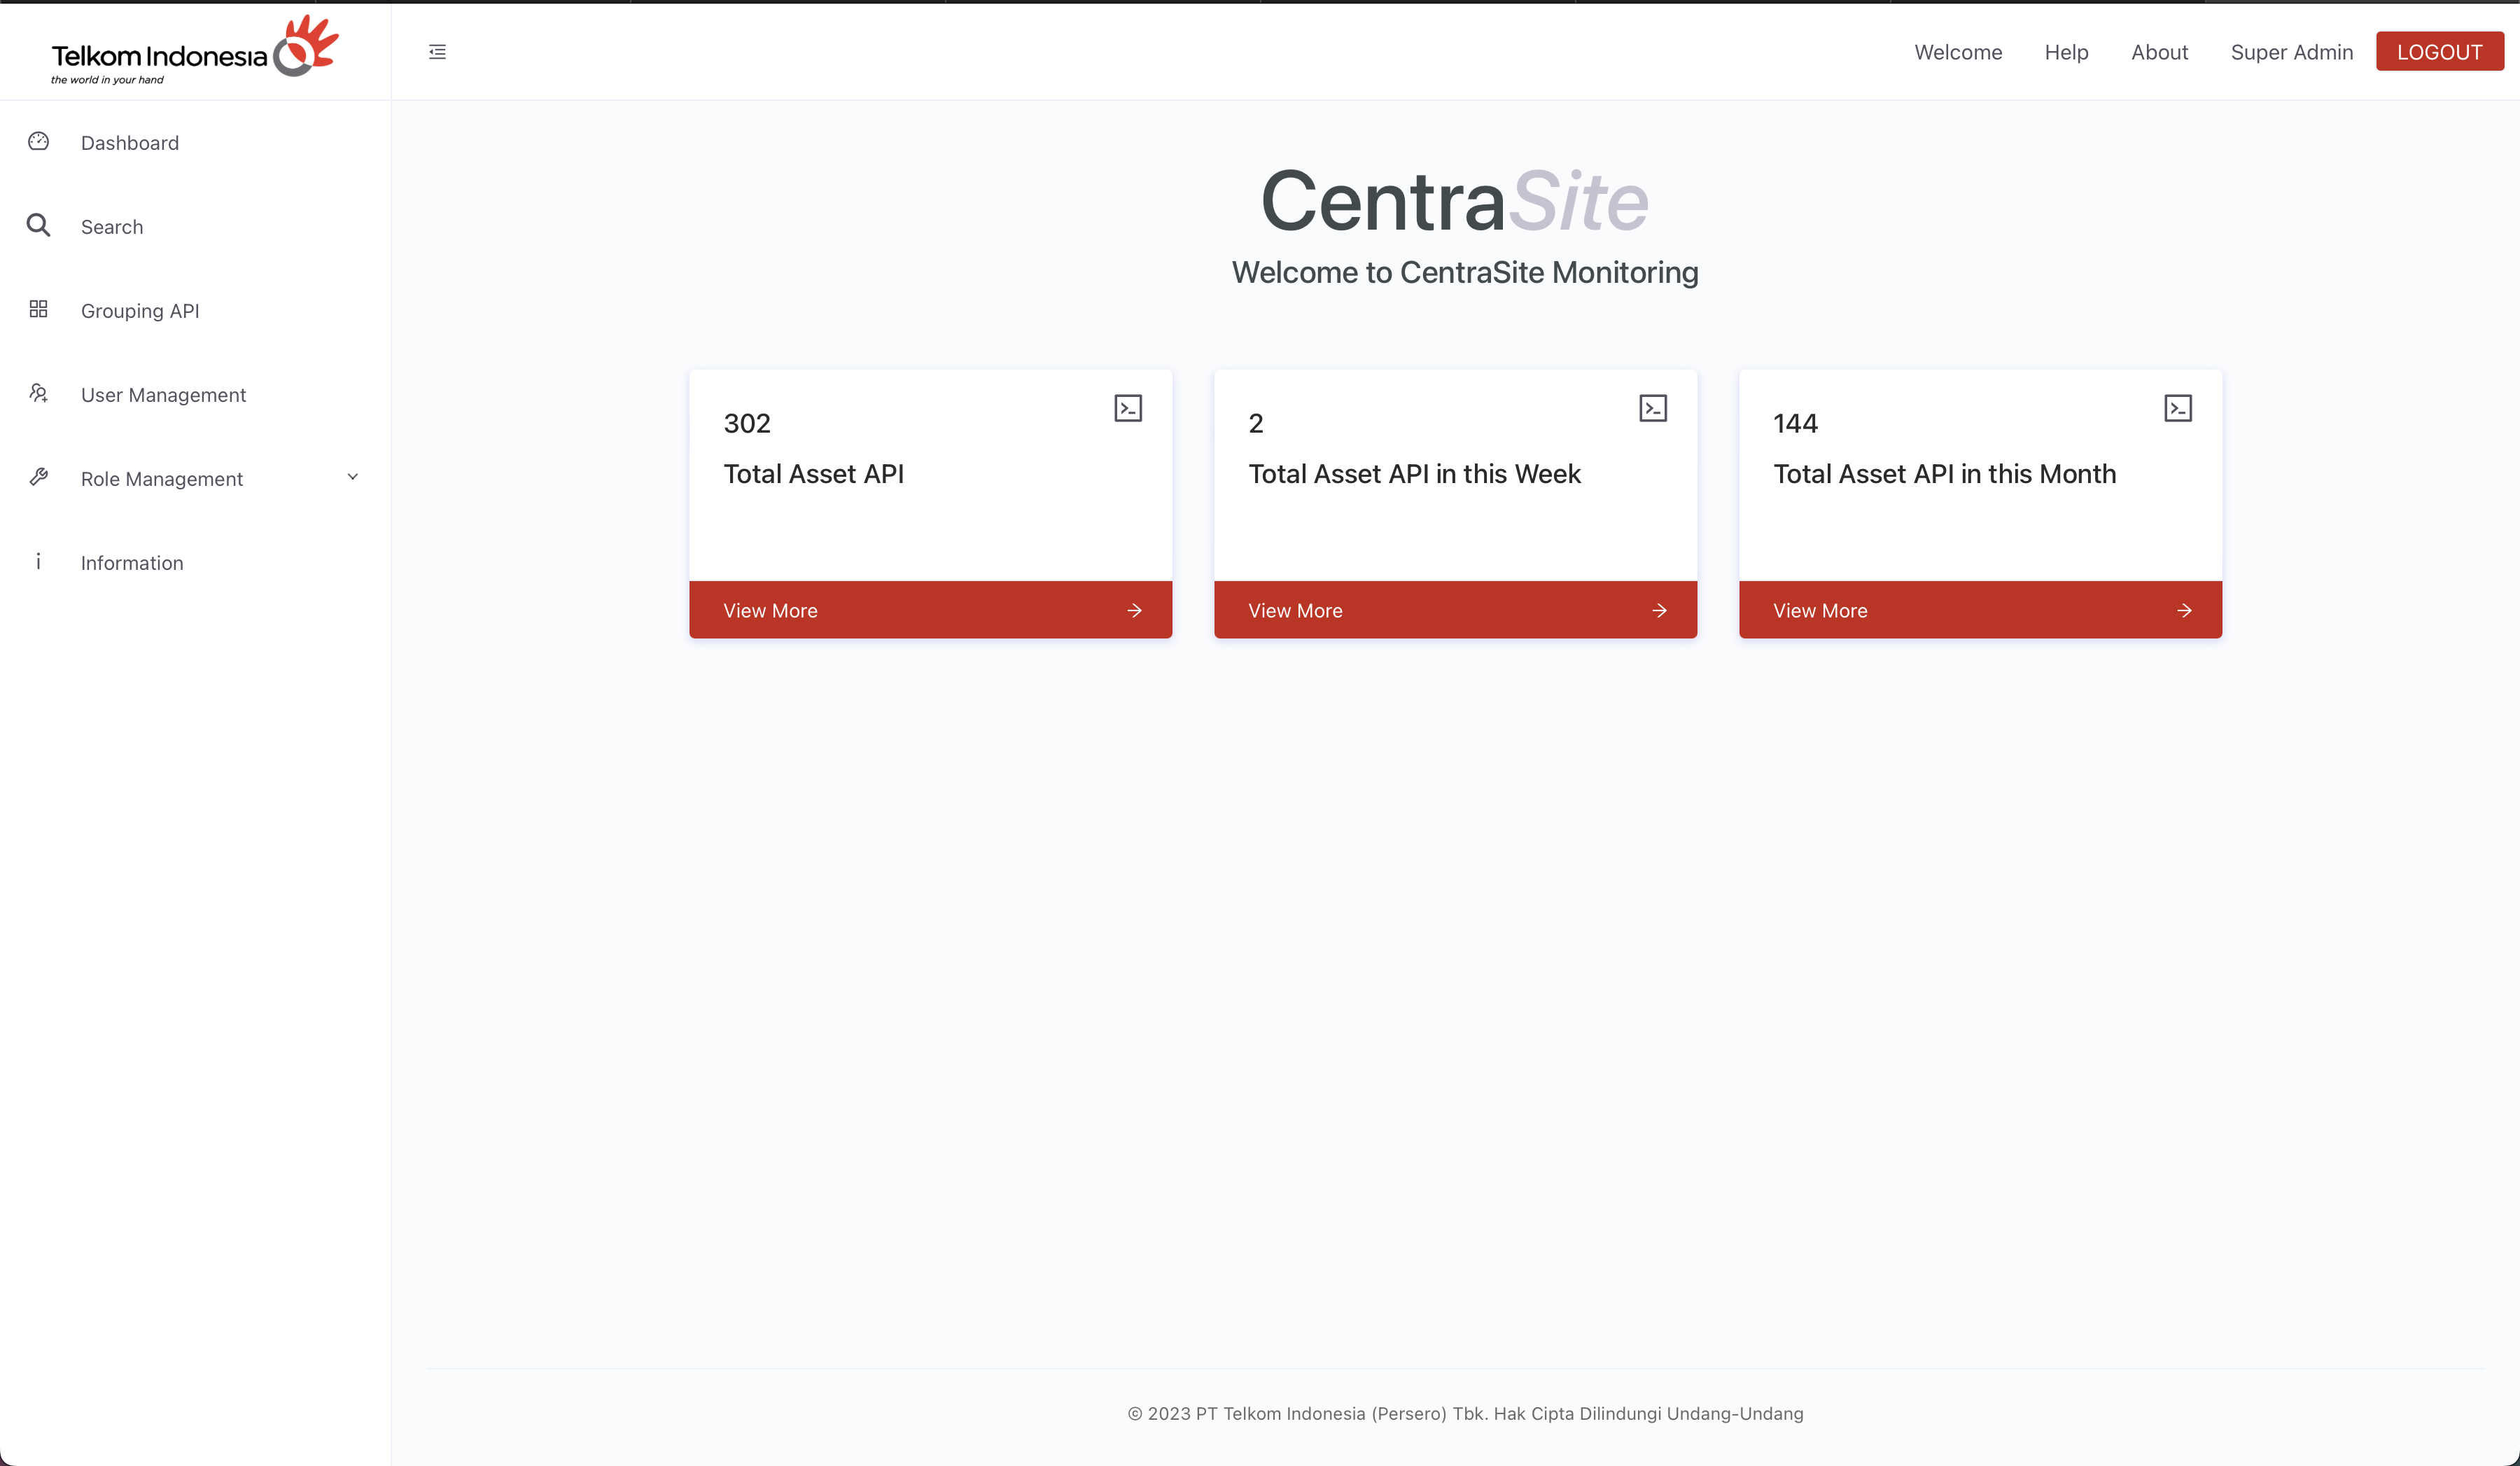 Telkom Indonesia
the world in your hand
Welcome
Help
About
Super Admin
LOGOUT
Dashboard
Search
Grouping API
User Management
Role Management
Information
CentraSite
Welcome to CentraSite Monitoring
302
Total Asset API
View More
2
Total Asset API in this Week
View More
144
Total Asset API in this Month
View More
© 2023 PT Telkom Indonesia (Persero) Tbk. Hak Cipta Dilindungi Undang-Undang